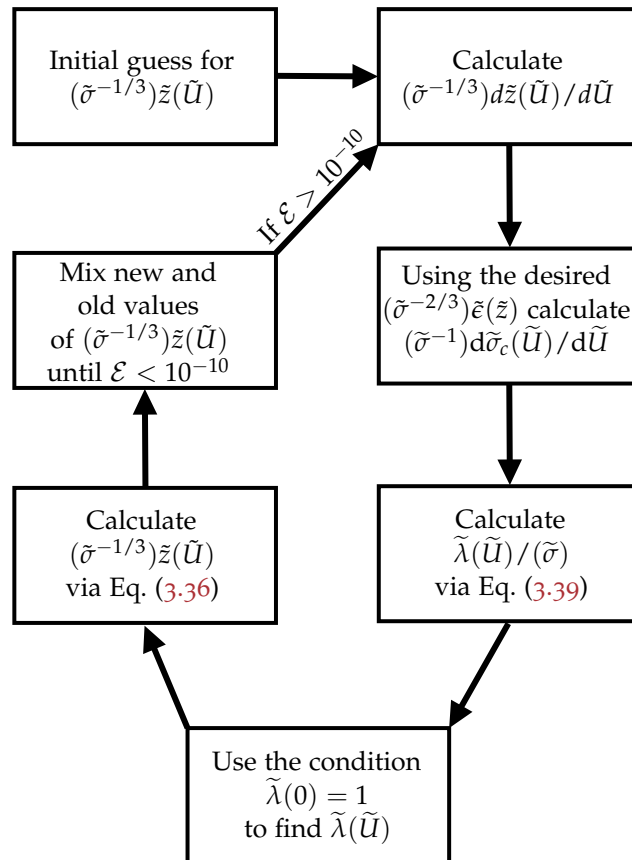 Initial guess for
(σ̃⁻¹/³)z̃(Ũ)
Calculate
(σ̃⁻¹/³)dz̃(Ũ)/dŨ
If ℰ > 10⁻¹⁰
Using the desired
(σ̃⁻²/³)ϵ̃(z̃) calculate
(σ̃⁻¹)dσ̃_c(Ũ)/dŨ
Calculate
λ̃(Ũ)/(σ̃)
via Eq. (3.39)
Use the condition
λ̃(0) = 1
to find λ̃(Ũ)
Calculate
(σ̃⁻¹/³)z̃(Ũ)
via Eq. (3.36)
Mix new and
old values
of (σ̃⁻¹/³)z̃(Ũ)
until ℰ < 10⁻¹⁰